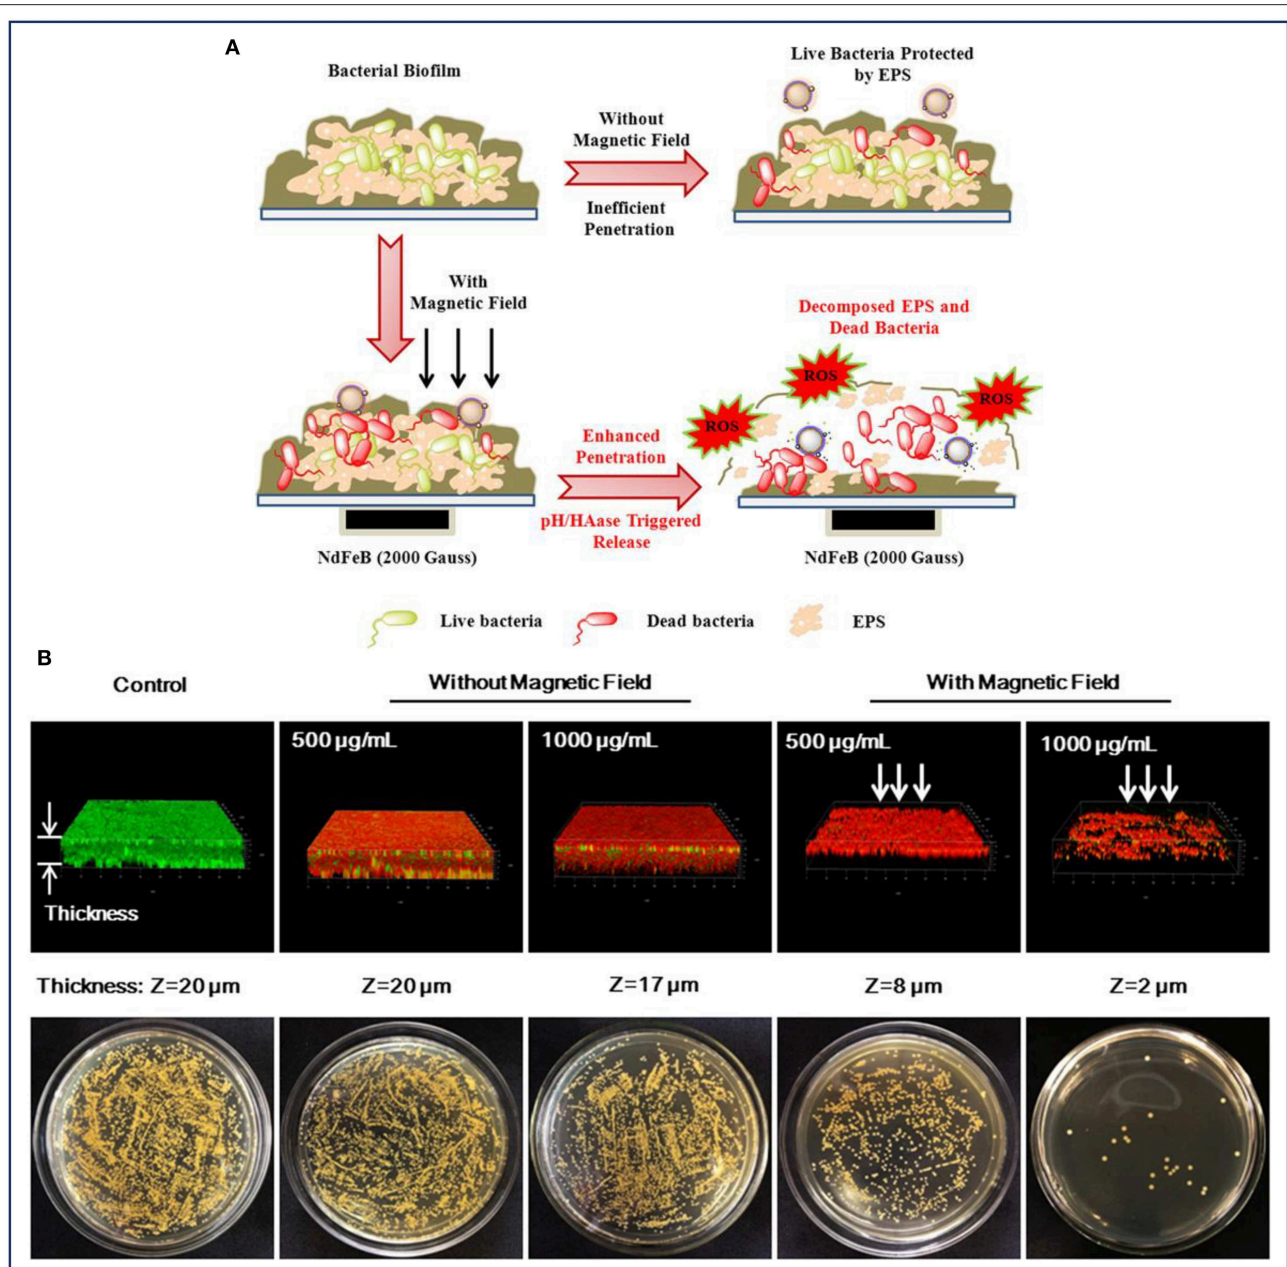 A
Bacterial Biofilm
Live Bacteria Protected
by EPS
Without
Magnetic Field
Inefficient
Penetration
With
Magnetic Field
Decomposed EPS and
Dead Bacteria
ROS
ROS
ROS
Enhanced
Penetration
pH/HAase Triggered
Release
NdFeB (2000 Gauss)
NdFeB (2000 Gauss)
Live bacteria
Dead bacteria
EPS
B
Control
Without Magnetic Field
With Magnetic Field
500 µg/mL
1000 µg/mL
500 µg/mL
1000 µg/mL
Thickness
Thickness: Z=20 µm
Z=20 µm
Z=17 µm
Z=8 µm
Z=2 µm